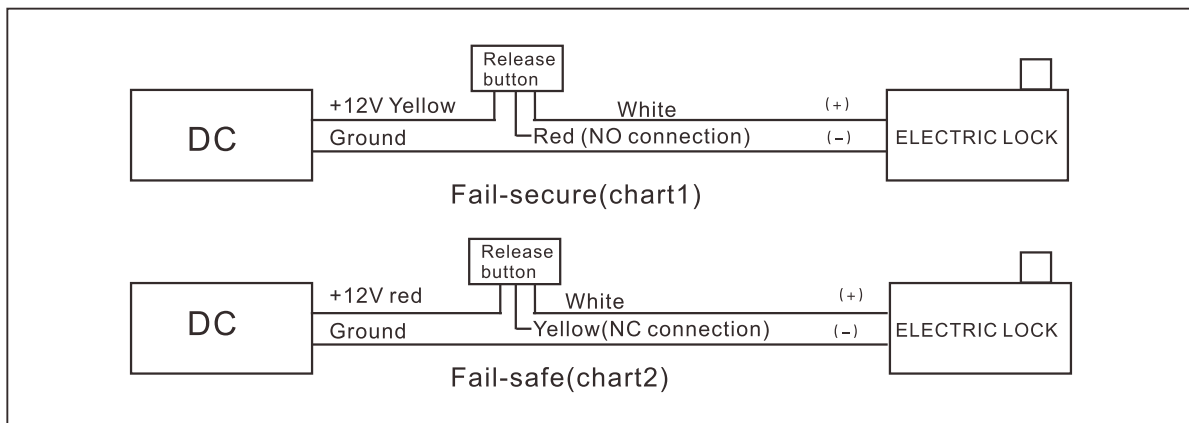 Release
button
+12V Yellow
White
(+)
DC
Ground
Red (NO connection)
(-)
ELECTRIC LOCK
Fail-secure(chart1)
Release
button
+12V red
White
(+)
DC
Ground
Yellow(NC connection)
(-)
ELECTRIC LOCK
Fail-safe(chart2)